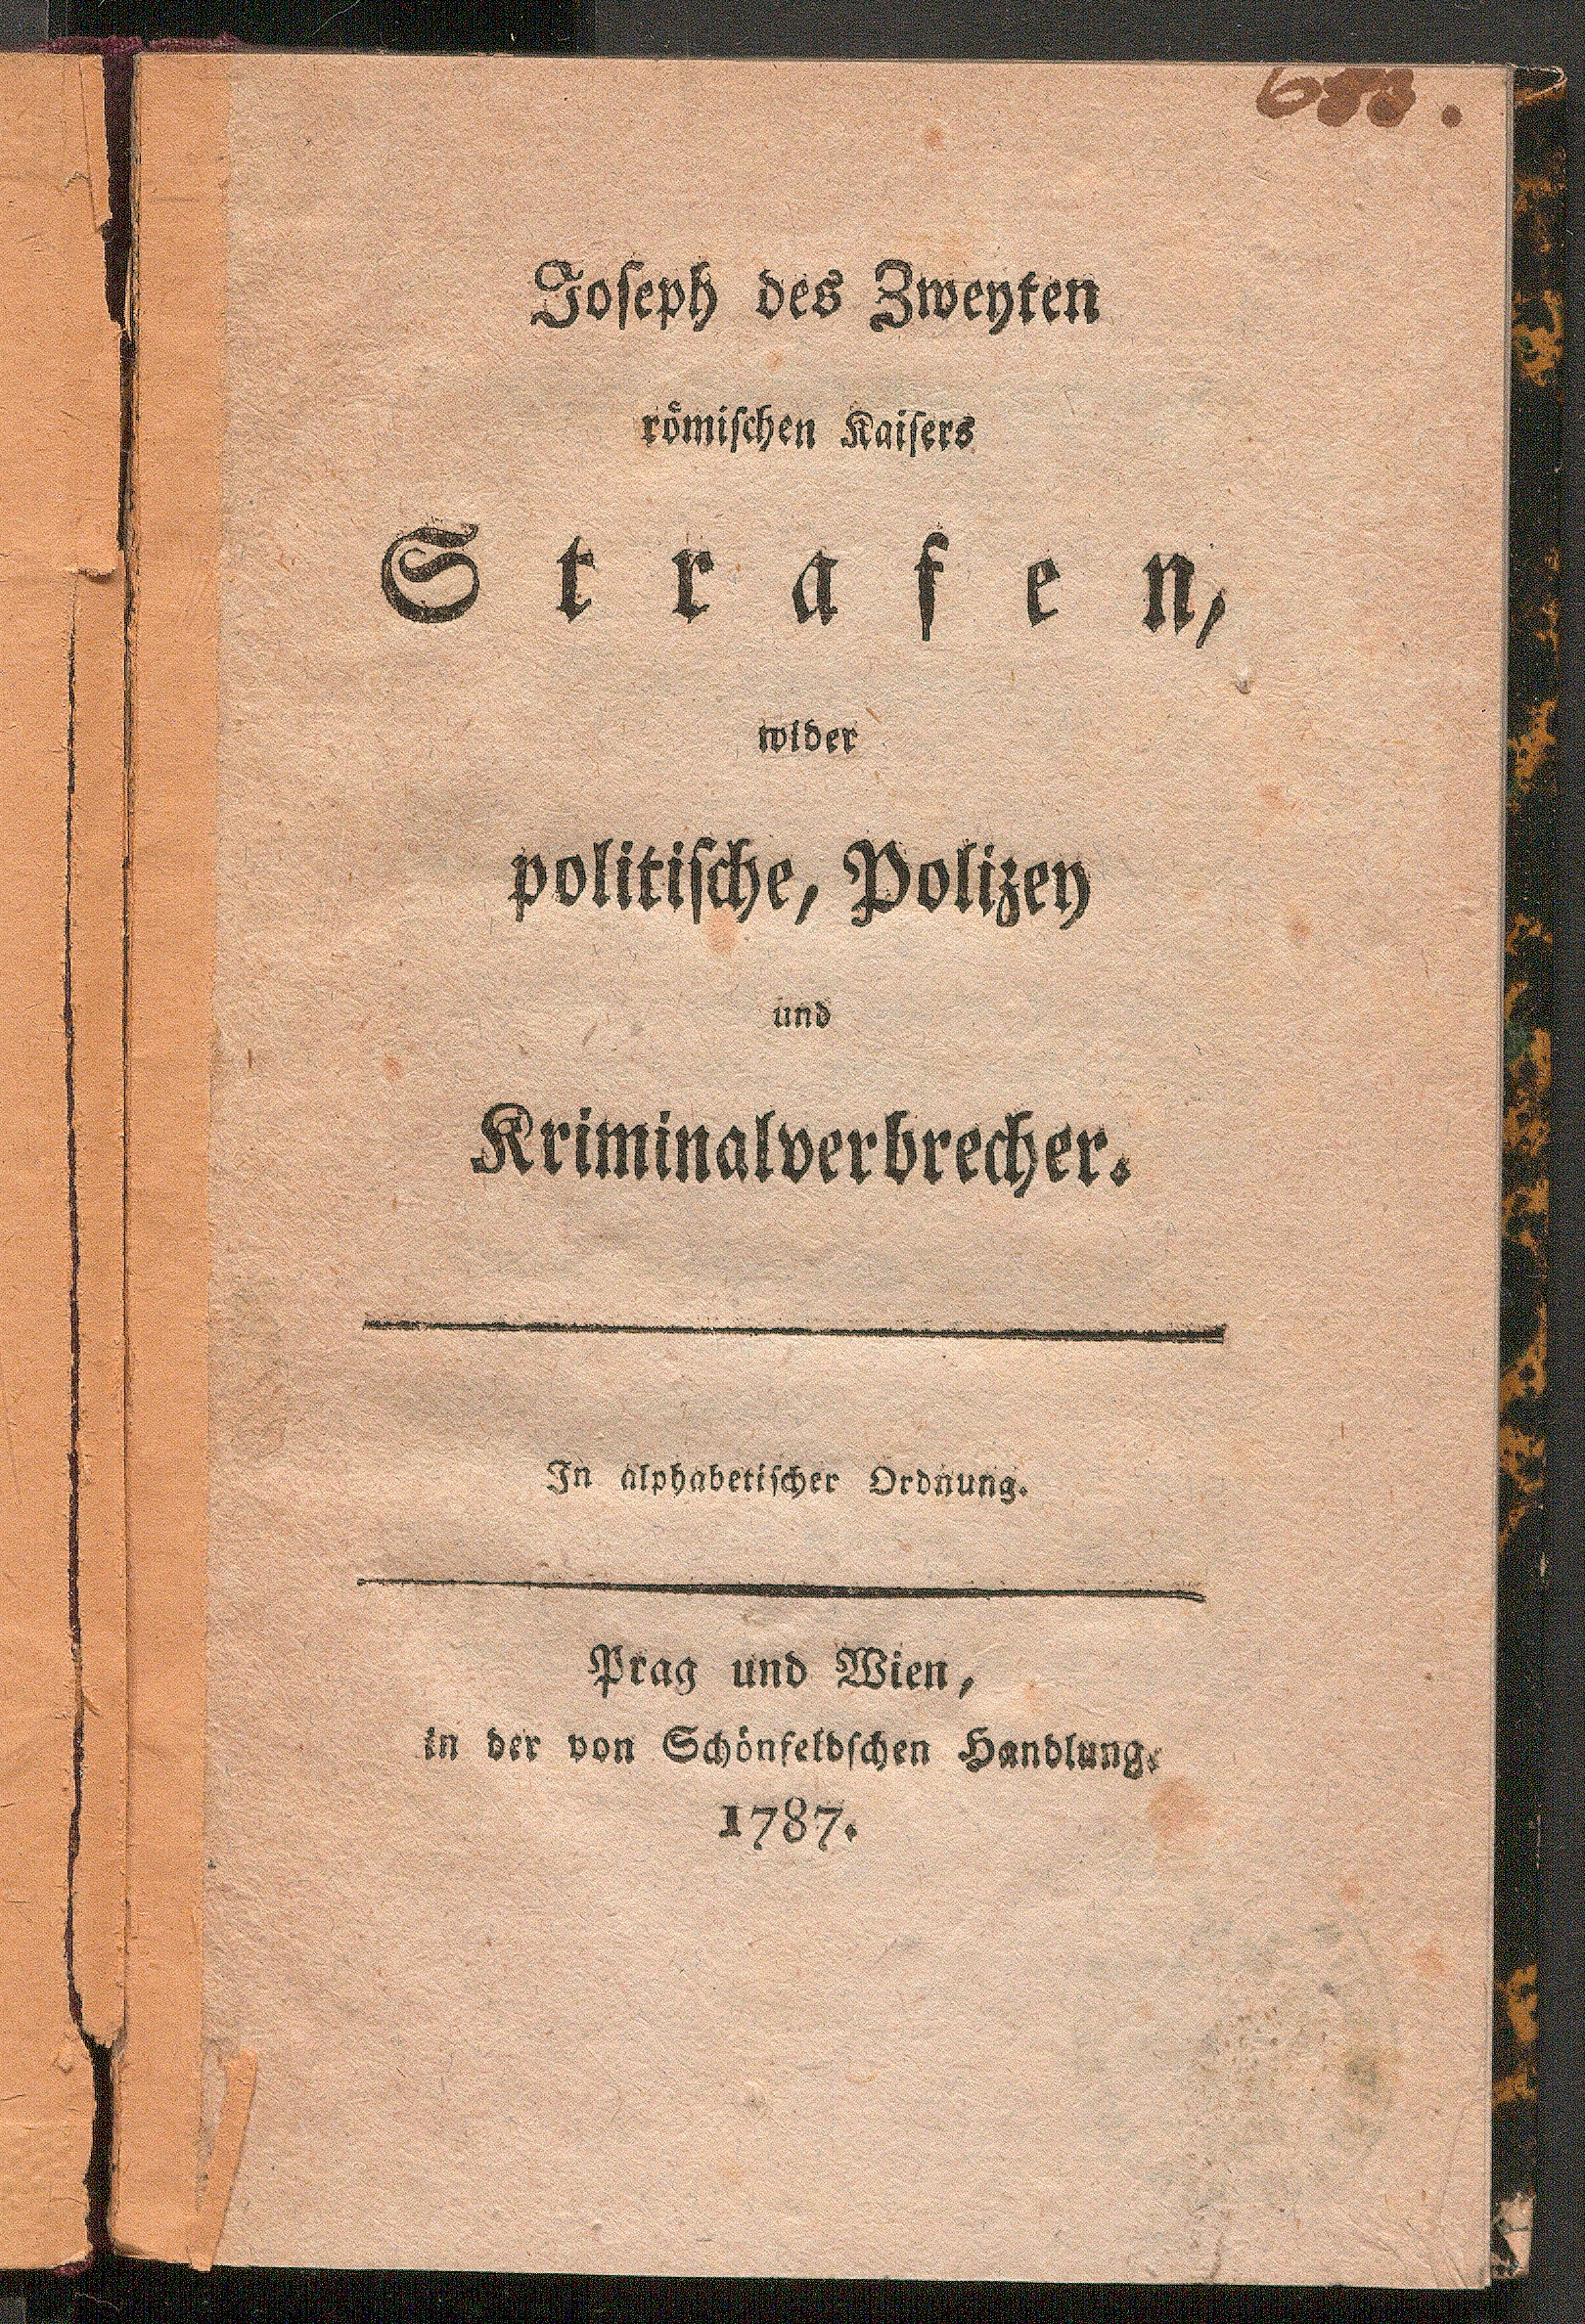 Joseph des Zweyten
römischen Kaisers
Strafen,
wider
politische, Polizey
und
Kriminalverbrecher.
In alphabetischer Ordnung.
Prag und Wien,
in der von Schönfeldschen Handlung.
1787.